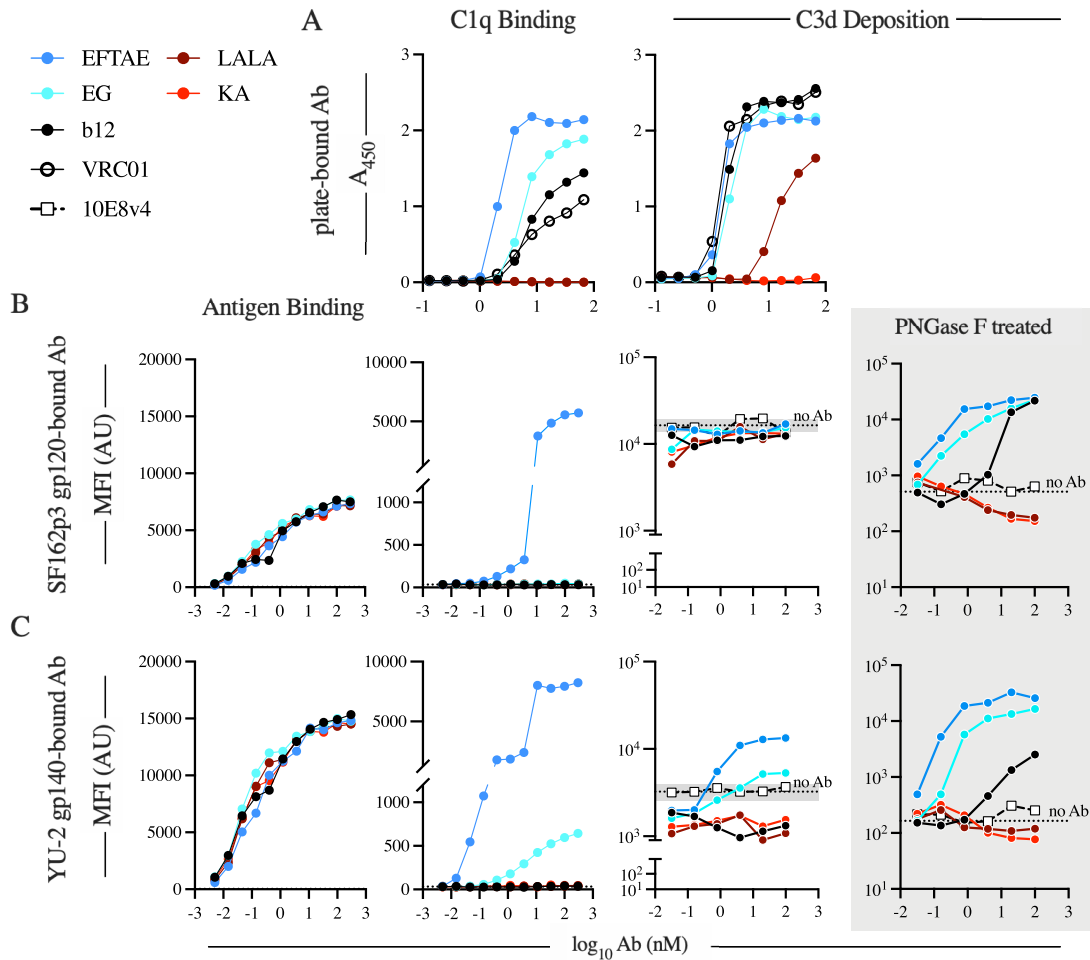 A
C1q Binding
C3d Deposition
EFTAE
LALA
EG
KA
b12
VRC01
10E8v4
plate-bound Ab
A450
3
2
1
0
-1 0 1 2
3
2
1
0
-1 0 1 2
B
Antigen Binding
PNGase F treated
SF162p3 gp120-bound Ab
MFI (AU)
20000
15000
10000
5000
0
-3 -2 -1 0 1 2 3
10000
5000
1000
500
0
-3 -2 -1 0 1 2 3
10^5
10^4
10^3
10^2
10^1
no Ab
-2 -1 0 1 2 3
10^5
10^4
10^3
10^2
10^1
no Ab
-2 -1 0 1 2 3
C
YU-2 gp140-bound Ab
MFI (AU)
20000
15000
10000
5000
0
-3 -2 -1 0 1 2 3
10000
5000
1000
500
0
-3 -2 -1 0 1 2 3
10^5
10^4
10^3
10^2
10^1
no Ab
-2 -1 0 1 2 3
10^5
10^4
10^3
10^2
10^1
no Ab
-2 -1 0 1 2 3
log10 Ab (nM)